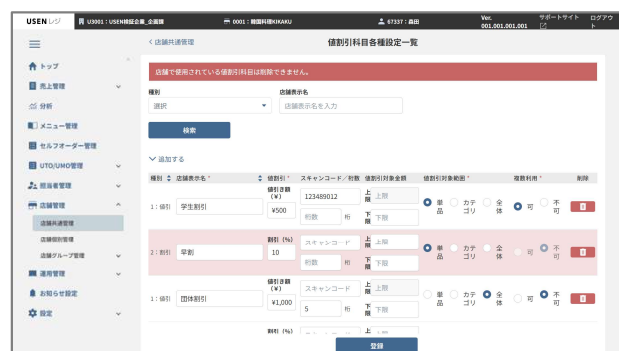 USENレジ
U3001：USEN検証企業_企画課
0001：韓国料理KIKAKU
67337：森田
Ver.
001.001.001.001
サポートサイト
ログアウト
トップ
売上管理
分析
メニュー管理
セルフオーダー管理
UTO/UMO管理
担当者管理
店舗管理
店舗共通管理
店舗個別管理
店舗グループ管理
運用管理
お知らせ設定
設定
店舗共通管理
値割引科目各種設定一覧
店舗で使用されている値割引科目は削除できません。
種別
店舗表示名
選択
店舗表示名を入力
検索
追加する
種別 店舗表示名* 値割引* スキャンコード／桁数 値割引対象金額 値割引対象範囲* 複数利用* 削除
1：値引 学生割引 値引き額(¥) ¥500 123489012 桁数 桁 上限 上限 下限 下限 単品 カテゴリ 全体 可 不可
2：割引 早割 割引(%) 10 スキャンコード 桁数 桁 上限 上限 下限 下限 単品 カテゴリ 全体 可 不可
1：値引 団体割引 値引き額(¥) ¥1,000 スキャンコード 5 桁 上限 上限 下限 下限 単品 カテゴリ 全体 可 不可
割引(%)
登録